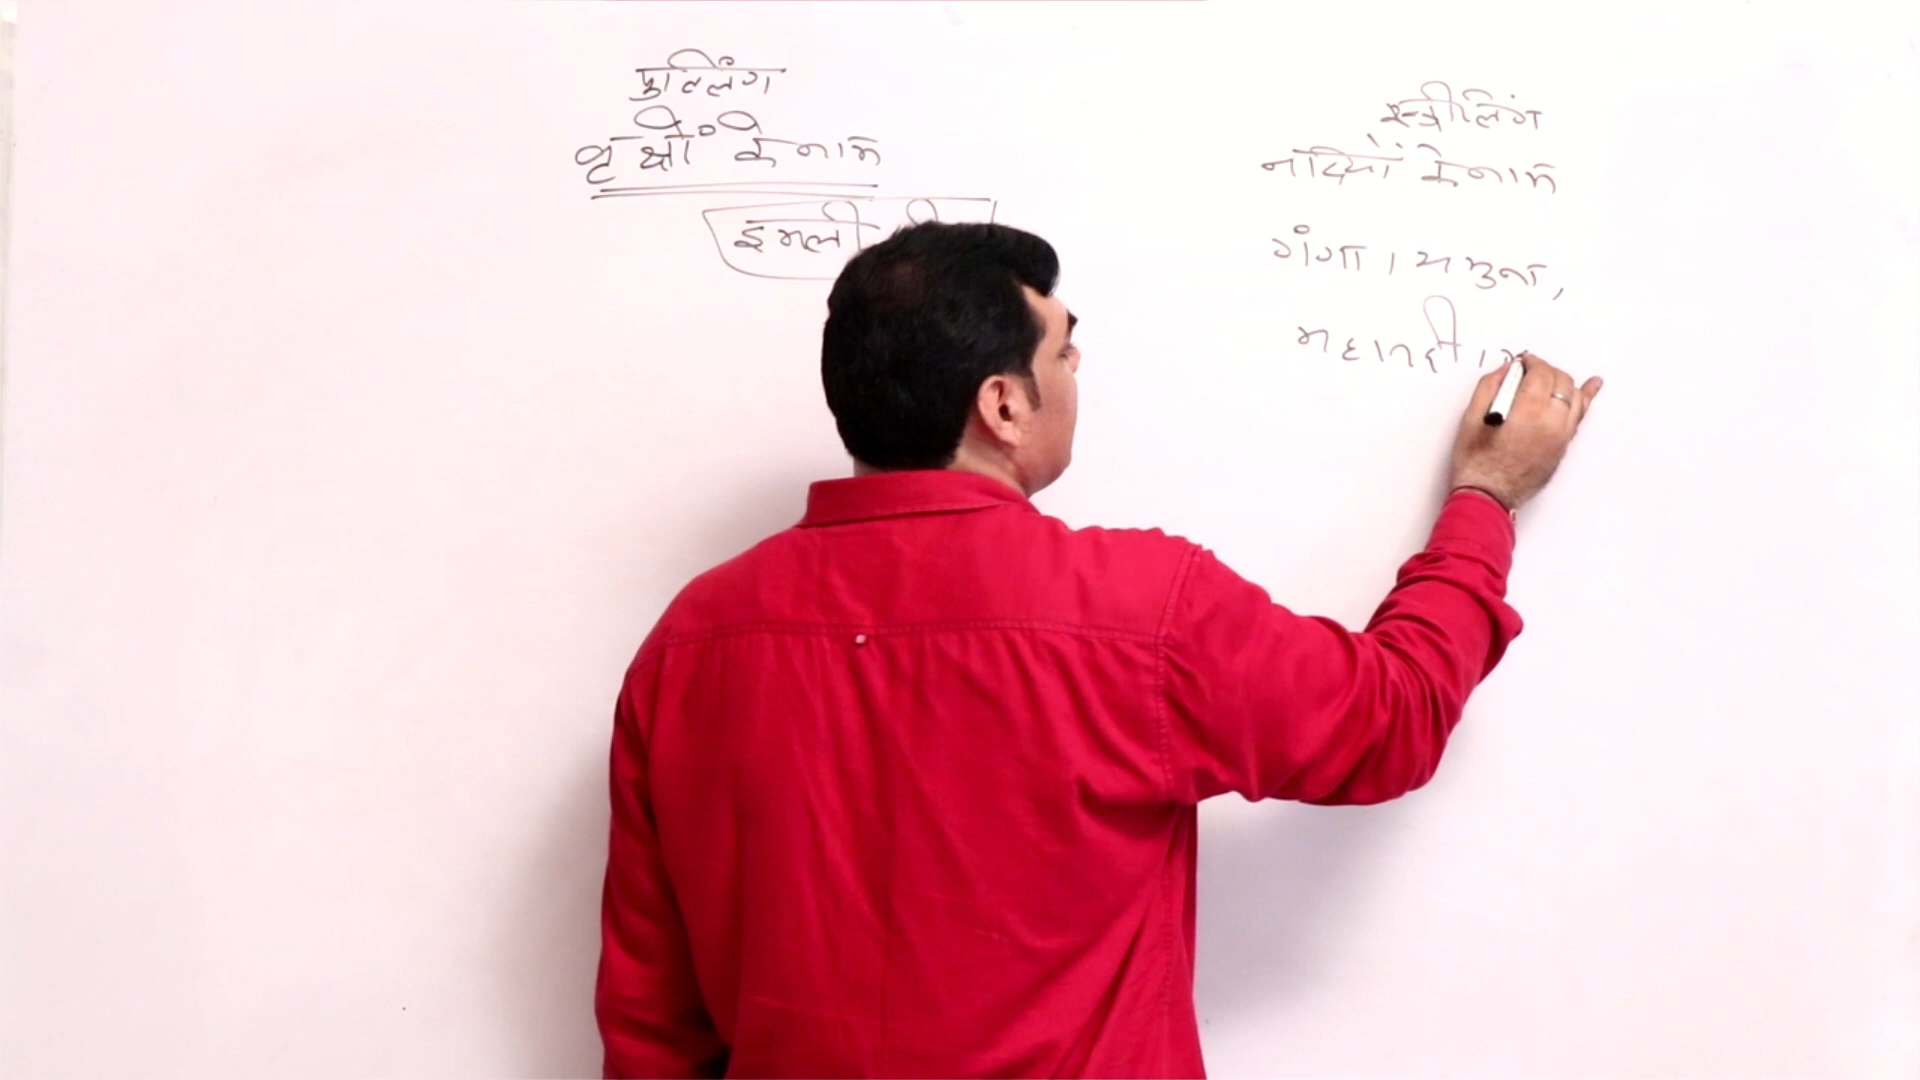 पुल्लिंग
वृक्षों के नाम
इमली
स्त्रीलिंग
नदियों के नाम
गंगा, यमुना,
महानदी,